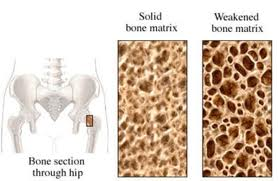 Solid
bone matrix
Weakened
bone matrix
Bone section
through hip